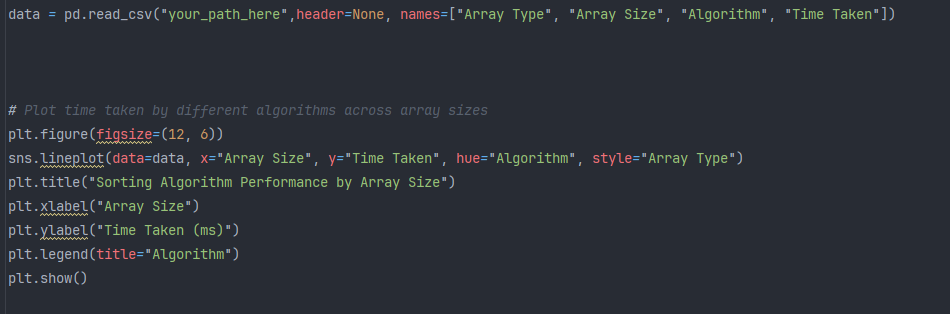 data = pd.read_csv("your_path_here",header=None, names=["Array Type", "Array Size", "Algorithm", "Time Taken"])
# Plot time taken by different algorithms across array sizes
plt.figure(figsize=(12, 6))
sns.lineplot(data=data, x="Array Size", y="Time Taken", hue="Algorithm", style="Array Type")
plt.title("Sorting Algorithm Performance by Array Size")
plt.xlabel("Array Size")
plt.ylabel("Time Taken (ms)")
plt.legend(title="Algorithm")
plt.show()